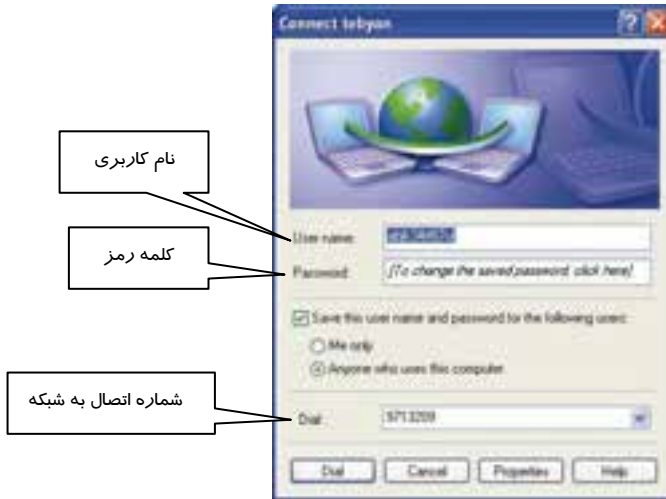 Connect tebyan
نام کاربری
User name:
کلمه رمز
Password:
[To change the saved password, click here]
Save this user name and password for the following users:
Me only
Anyone who uses this computer
شماره اتصال به شبکه
Dial:
9713209
Dial
Cancel
Properties
Help